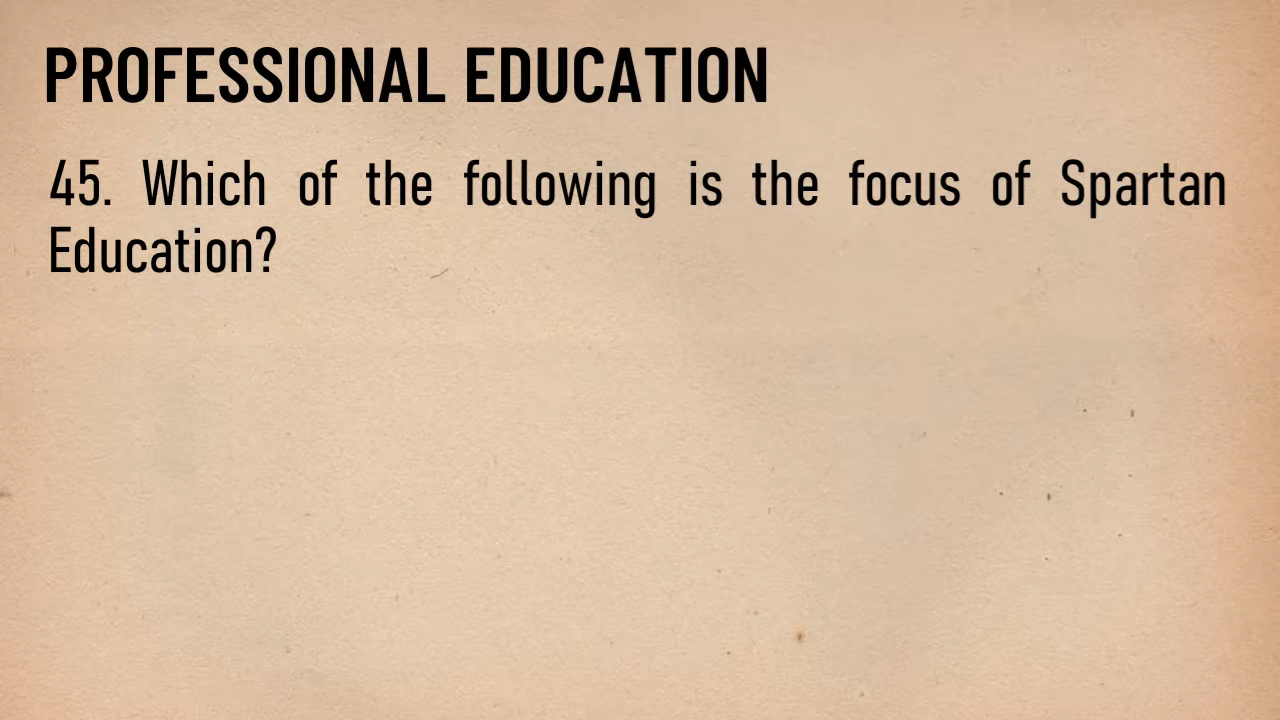 PROFESSIONAL EDUCATION
45. Which of the following is the focus of Spartan
Education?